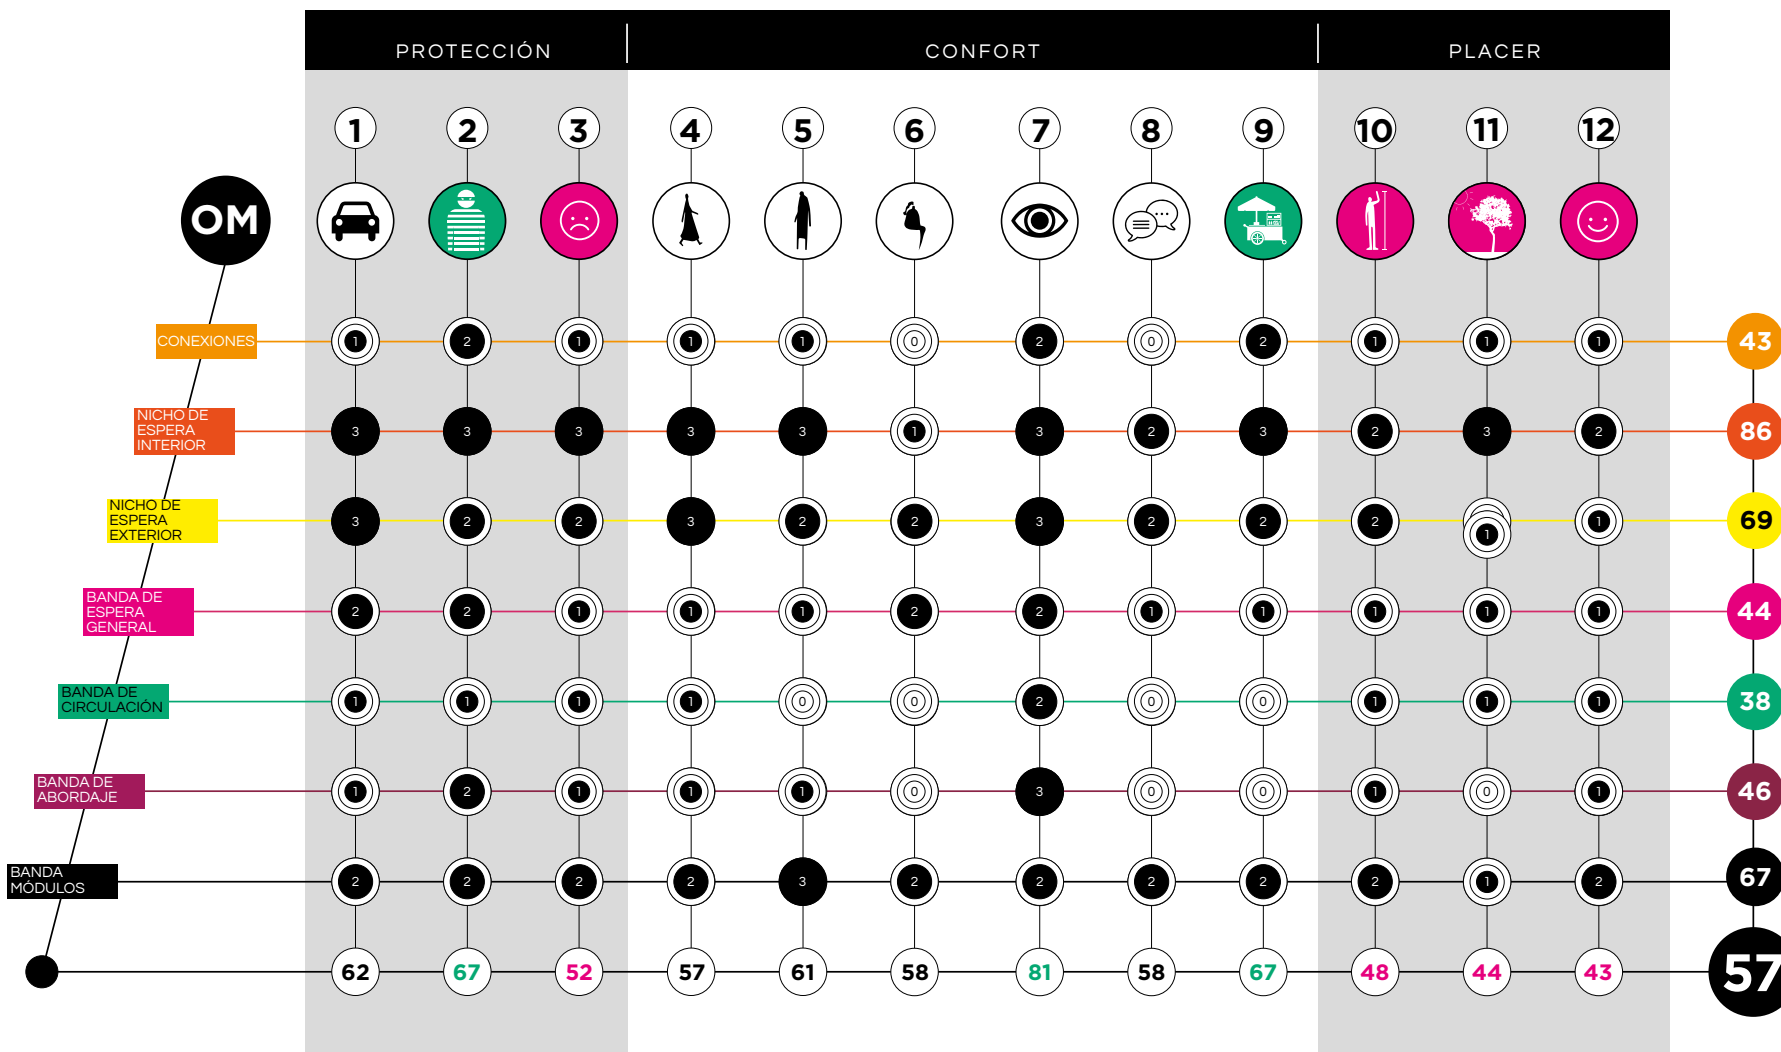 PROTECCIÓN CONFORT PLACER
1 2 3 4 5 6 7 8 9 10 11 12
OM
CONEXIONES 1 2 1 1 1 0 2 0 2 1 1 1 43
NICHO DE
ESPERA
INTERIOR 3 3 3 3 3 1 3 2 3 2 3 2 86
NICHO DE
ESPERA
EXTERIOR 3 2 2 3 2 2 3 2 2 2 1 1 69
BANDA DE
ESPERA
GENERAL 2 2 1 1 1 2 2 1 1 1 1 1 44
BANDA DE
CIRCULACIÓN 1 1 1 1 0 0 2 0 0 1 1 1 38
BANDA DE
ABORDAJE 1 2 1 1 1 0 3 0 0 1 0 1 46
BANDA
MÓDULOS 2 2 2 2 3 2 2 2 2 2 1 2 67
62 67 52 57 61 58 81 58 67 48 44 43 57